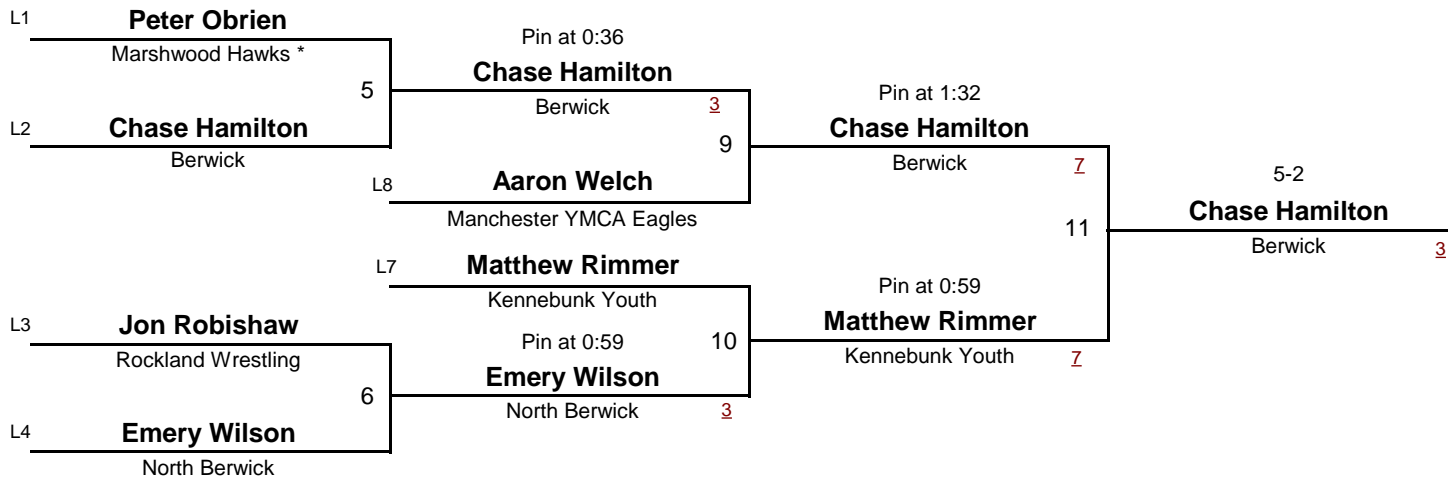 L1 Peter Obrien
Marshwood Hawks *
5
L2 Chase Hamilton
Berwick
Pin at 0:36
Chase Hamilton
Berwick 3
9
L8 Aaron Welch
Manchester YMCA Eagles
L7 Matthew Rimmer
Kennebunk Youth
L3 Jon Robishaw
Rockland Wrestling
6
L4 Emery Wilson
North Berwick
Pin at 0:59
Emery Wilson
North Berwick 3
10
Pin at 1:32
Chase Hamilton
Berwick 7
11
Pin at 0:59
Matthew Rimmer
Kennebunk Youth 7
5-2
Chase Hamilton
Berwick 3